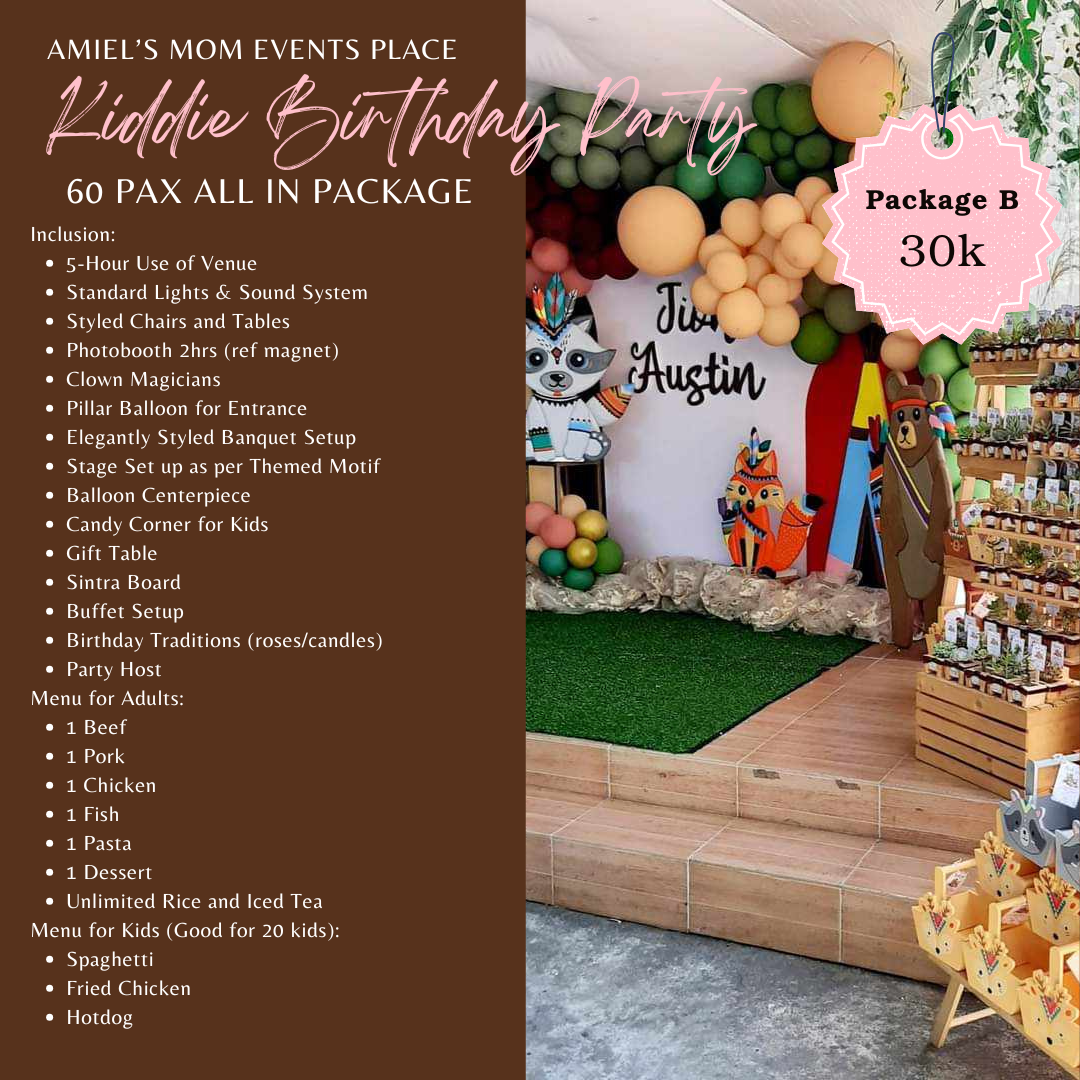 AMIEL'S MOM EVENTS PLACE
Kiddie Birthday Party
60 PAX ALL IN PACKAGE
Package B
30k
Inclusion:
• 5-Hour Use of Venue
• Standard Lights & Sound System
• Styled Chairs and Tables
• Photobooth 2hrs (ref magnet)
• Clown Magicians
• Pillar Balloon for Entrance
• Elegantly Styled Banquet Setup
• Stage Set up as per Themed Motif
• Balloon Centerpiece
• Candy Corner for Kids
• Gift Table
• Sintra Board
• Buffet Setup
• Birthday Traditions (roses/candles)
• Party Host
Menu for Adults:
• 1 Beef
• 1 Pork
• 1 Chicken
• 1 Fish
• 1 Pasta
• 1 Dessert
• Unlimited Rice and Iced Tea
Menu for Kids (Good for 20 kids):
• Spaghetti
• Fried Chicken
• Hotdog
Austin